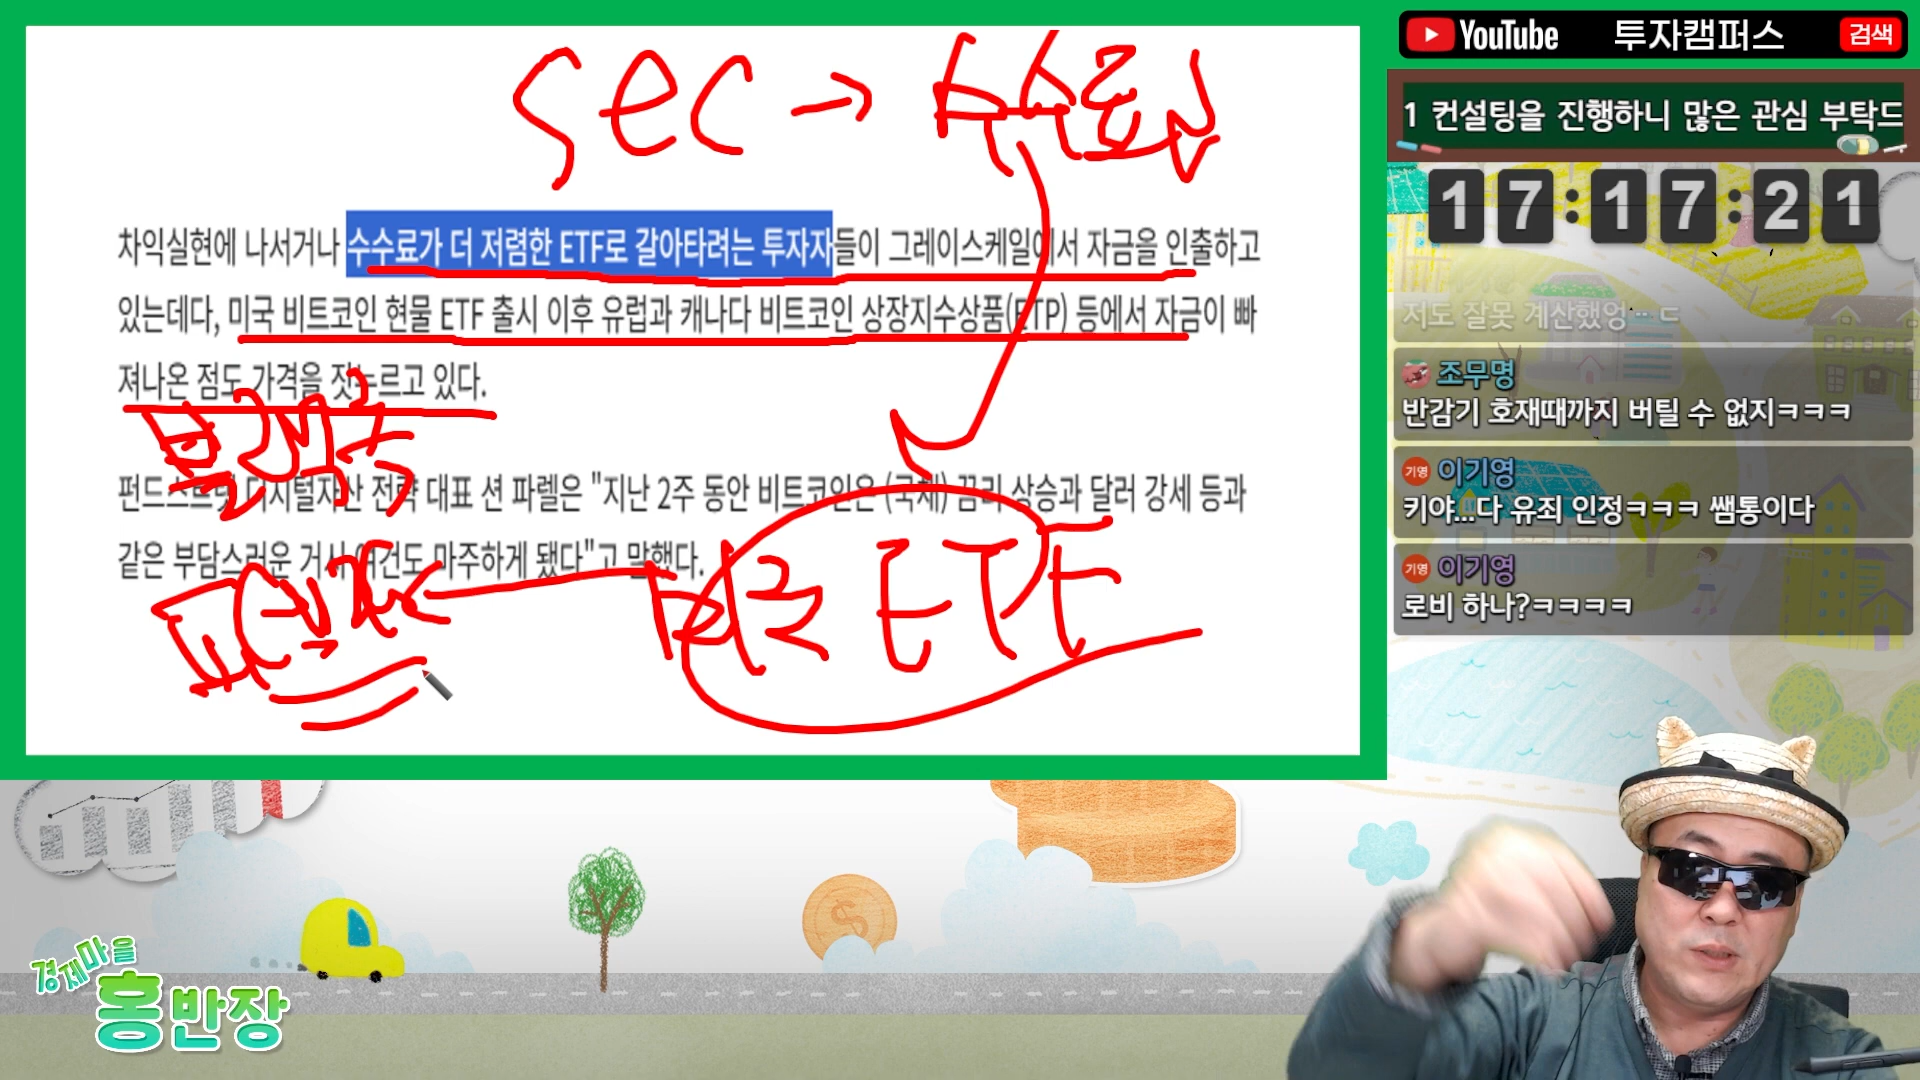 sec → 수수료
차익실현에 나서거나 수수료가 더 저렴한 ETF로 갈아타려는 투자자들이 그레이스케일에서 자금을 인출하고
있는데다, 미국 비트코인 현물 ETF 출시 이후 유럽과 캐나다 비트코인 상장지수상품(ETP) 등에서 자금이 빠
져나온 점도 가격을 짓누르고 있다.
블랙록
펀드스트랫 디지털자산 전략 대표 션 파렐은 "지난 2주 동안 비트코인은 (국채) 금리 상승과 달러 강세 등과
같은 부담스러운 거시 여건도 마주하게 됐다"고 말했다.
ETF
YouTube 투자캠퍼스 검색
1 컨설팅을 진행하니 많은 관심 부탁드
17:17:21
저도 잘못 계산했엉.. ㄷ
조무명
반감기 호재때까지 버틸 수 없지ㅋㅋㅋ
기영 이기영
키야...다 유죄 인정ㅋㅋㅋ 쌤통이다
기영 이기영
로비 하나?ㅋㅋㅋㅋ
경제마을
홍반장